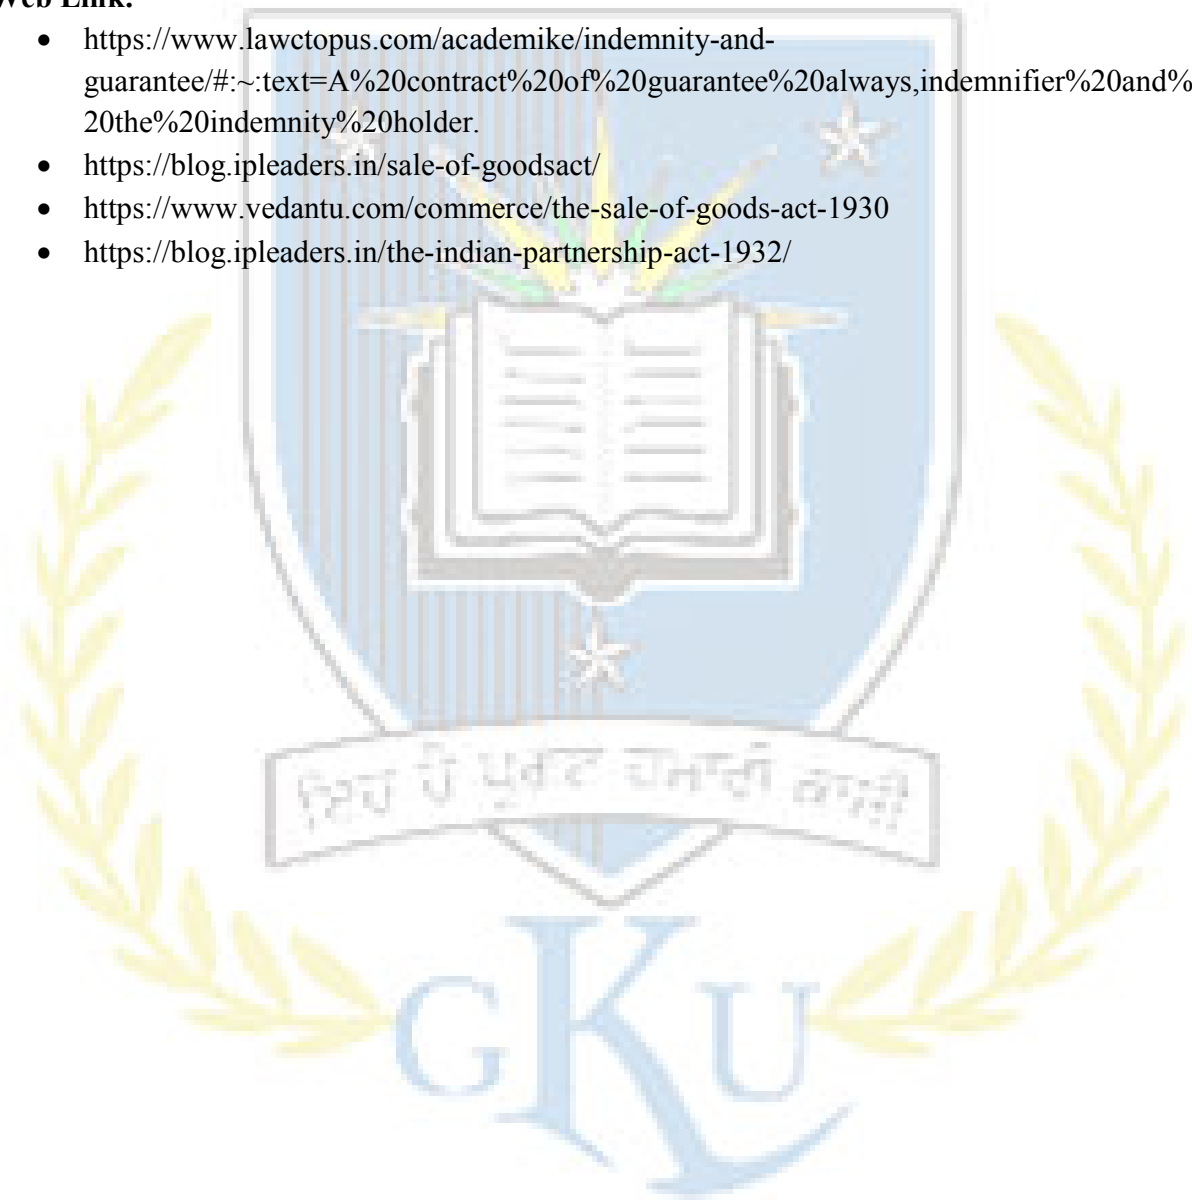 Web Link:
• https://www.lawctopus.com/academike/indemnity-and-
guarantee/#:~:text=A%20contract%20of%20guarantee%20always,indemnifier%20and%
20the%20indemnity%20holder.
• https://blog.ipleaders.in/sale-of-goodsact/
• https://www.vedantu.com/commerce/the-sale-of-goods-act-1930
• https://blog.ipleaders.in/the-indian-partnership-act-1932/
ਪ੍ਰਗਟ ਹਮਾਰੀ
GKU